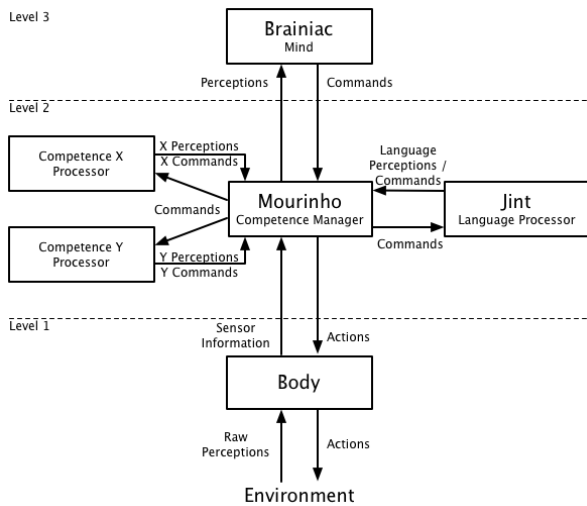 Level 3
Brainiac
Mind
Perceptions
Commands
Level 2
Competence X
Processor
X Perceptions
X Commands
Language
Perceptions /
Commands
Mourinho
Competence Manager
Jint
Language Processor
Commands
Commands
Competence Y
Processor
Y Perceptions
Y Commands
Level 1
Sensor
Information
Actions
Body
Raw
Perceptions
Actions
Environment